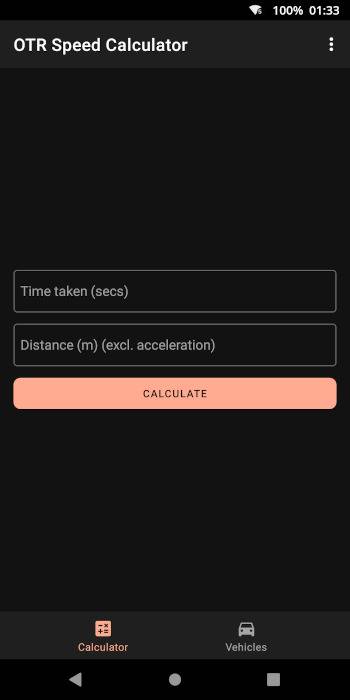 100% 01:33
OTR Speed Calculator
Time taken (secs)
Distance (m) (excl. acceleration)
CALCULATE
Calculator
Vehicles